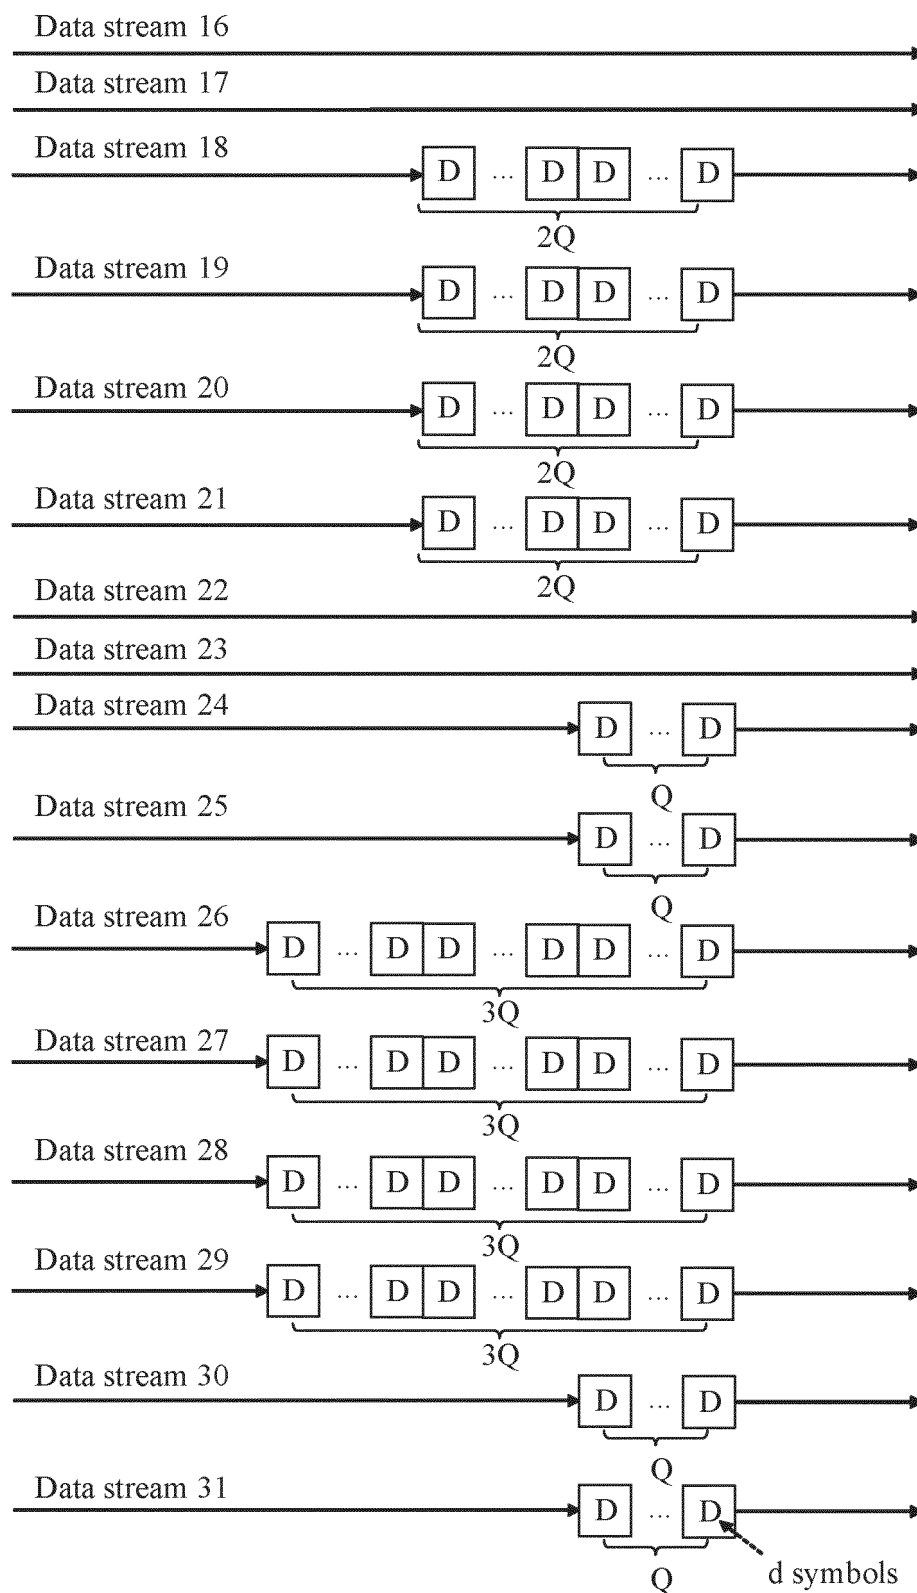 Data stream 16
Data stream 17
Data stream 18
D ... D D ... D
2Q
Data stream 19
D ... D D ... D
2Q
Data stream 20
D ... D D ... D
2Q
Data stream 21
D ... D D ... D
2Q
Data stream 22
Data stream 23
Data stream 24
D ... D
Q
Data stream 25
D ... D
Q
Data stream 26
D ... D D ... D D ... D
3Q
Data stream 27
D ... D D ... D D ... D
3Q
Data stream 28
D ... D D ... D D ... D
3Q
Data stream 29
D ... D D ... D D ... D
3Q
Data stream 30
D ... D
Q
Data stream 31
D ... D
Q
d symbols